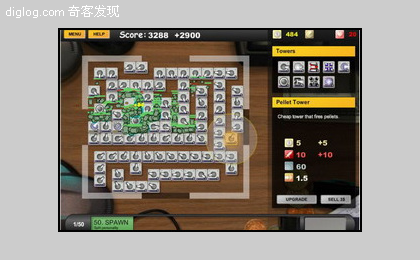 diglog.com 奇客发现
MENU HELP Score: 3288 +2900 484
Towers
Pellet Tower
Cheap tower that fires pellets.
5 +5
10 +10
60
1.5
UPGRADE SELL 38
1/50 50. SPAWN